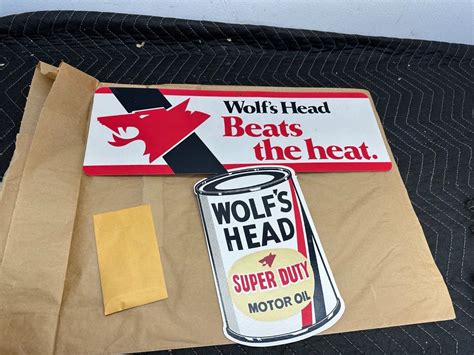 Wolf's Head
Beats
the heat.
WOLF'S
HEAD
SUPER DUTY
MOTOR OIL